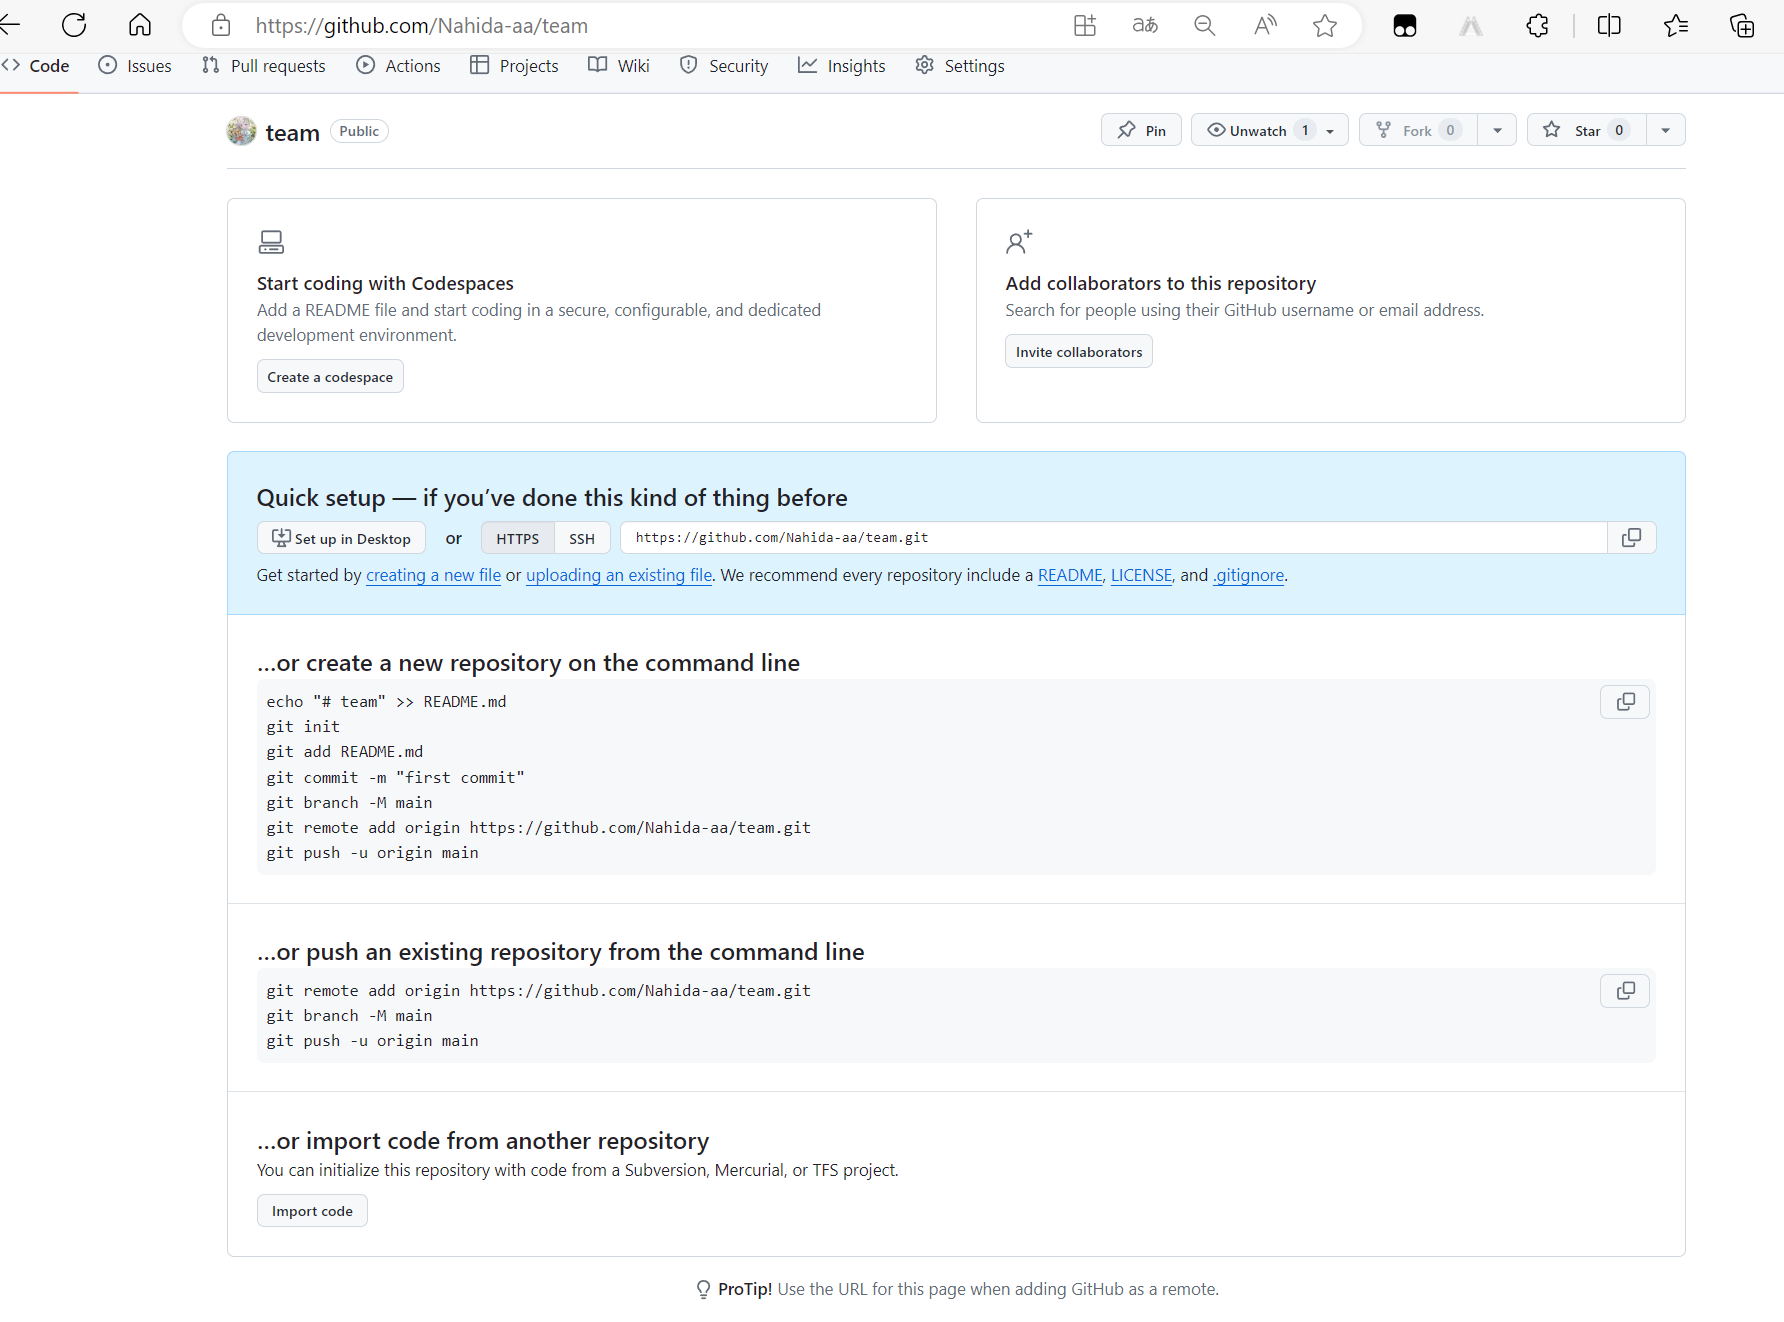 https://github.com/Nahida-aa/team
Code Issues Pull requests Actions Projects Wiki Security Insights Settings
team Public Pin Unwatch 1 Fork 0 Star 0
Start coding with Codespaces
Add a README file and start coding in a secure, configurable, and dedicated
development environment.
Create a codespace
Add collaborators to this repository
Search for people using their GitHub username or email address.
Invite collaborators
Quick setup — if you’ve done this kind of thing before
Set up in Desktop or HTTPS SSH https://github.com/Nahida-aa/team.git
Get started by creating a new file or uploading an existing file. We recommend every repository include a README, LICENSE, and .gitignore.
…or create a new repository on the command line
echo "# team" >> README.md
git init
git add README.md
git commit -m "first commit"
git branch -M main
git remote add origin https://github.com/Nahida-aa/team.git
git push -u origin main
…or push an existing repository from the command line
git remote add origin https://github.com/Nahida-aa/team.git
git branch -M main
git push -u origin main
…or import code from another repository
You can initialize this repository with code from a Subversion, Mercurial, or TFS project.
Import code
ProTip! Use the URL for this page when adding GitHub as a remote.